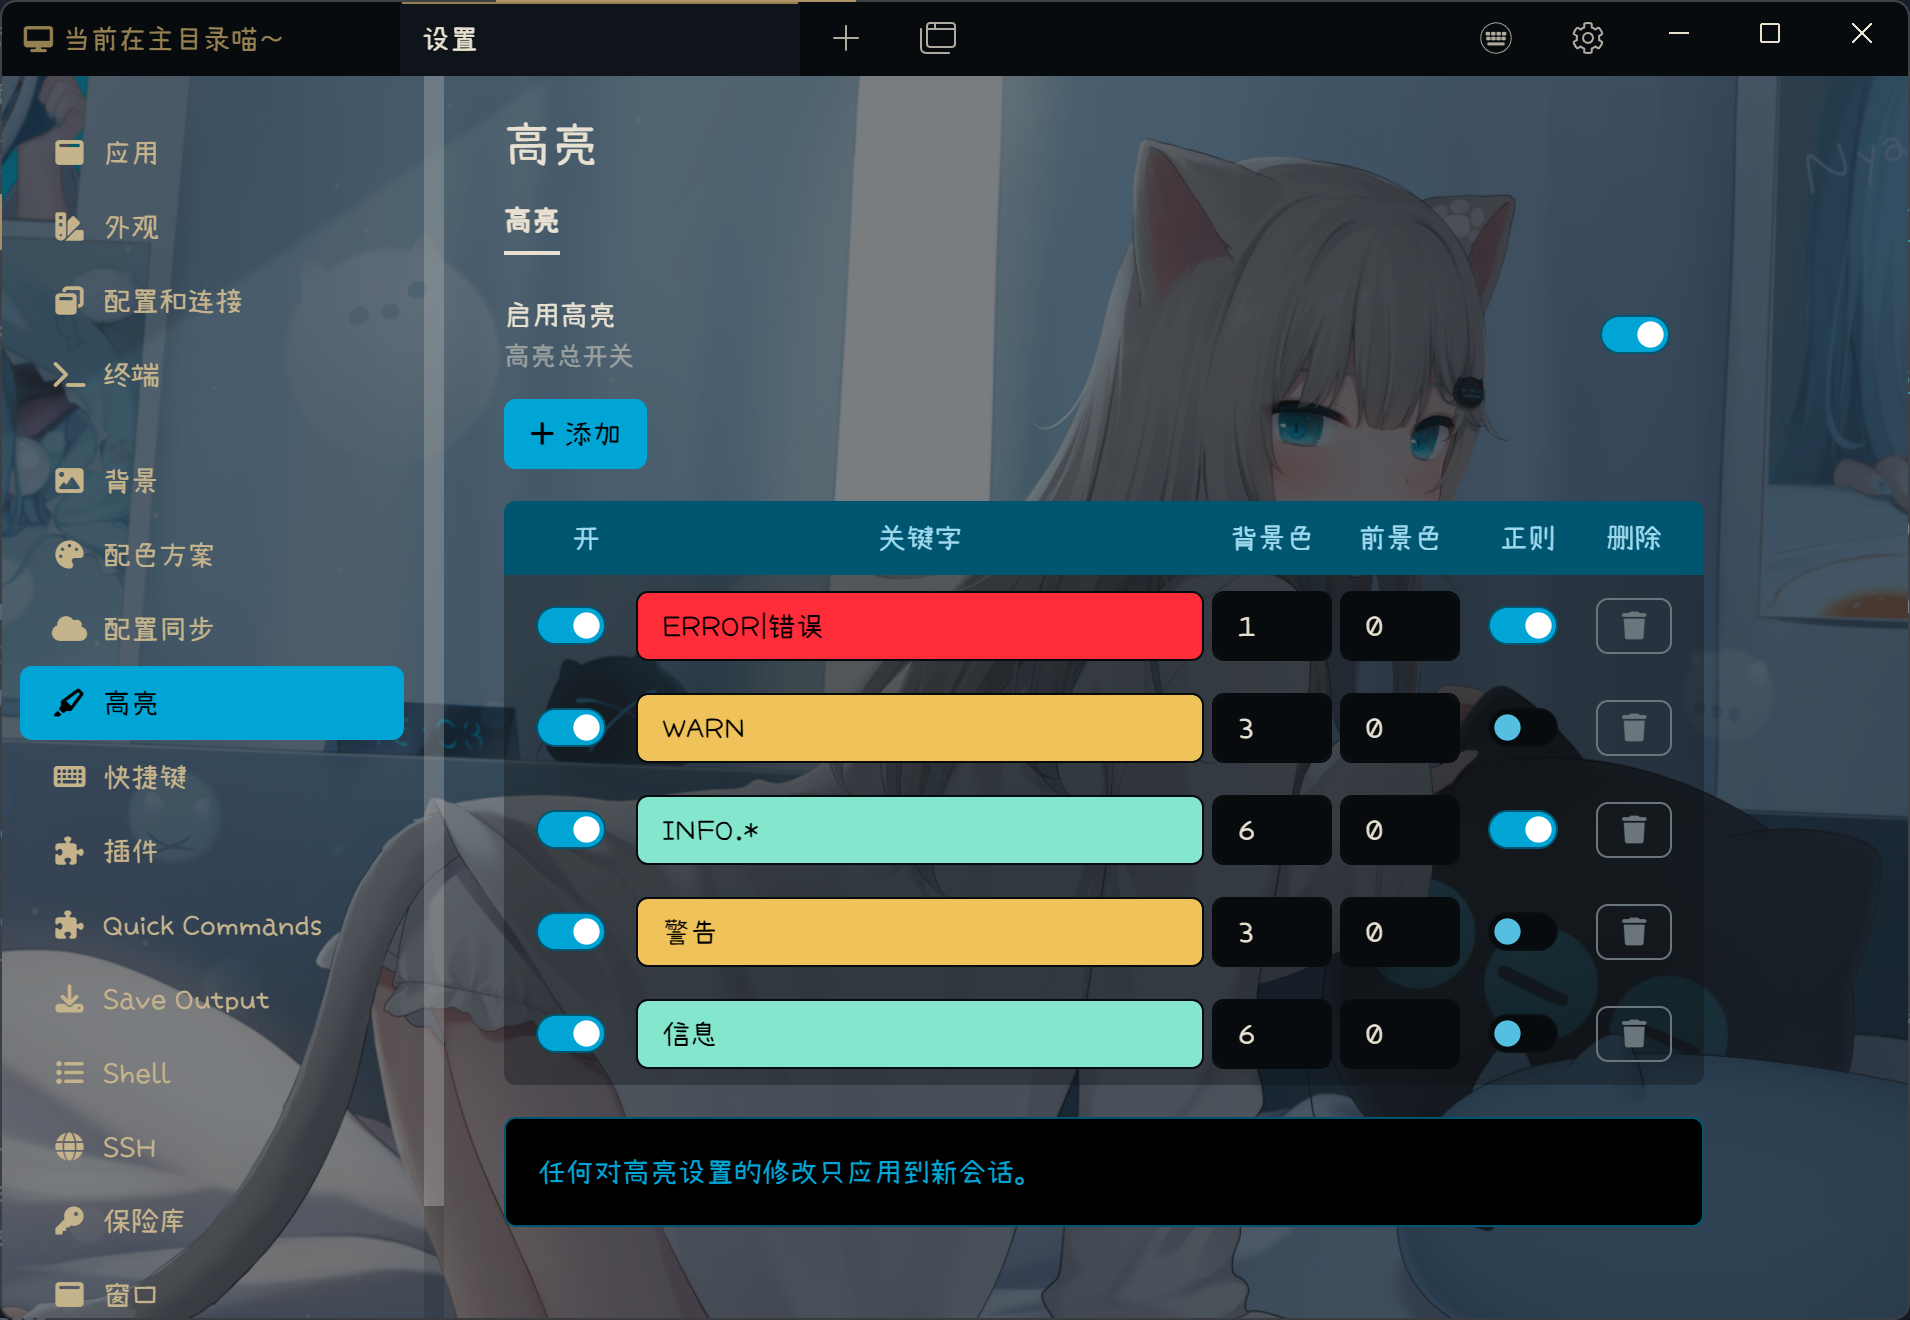 当前在主目录喵~
设置
应用
外观
配置和连接
终端
背景
配色方案
配置同步
高亮
快捷键
插件
Quick Commands
Save Output
Shell
SSH
保险库
窗口
高亮
高亮
启用高亮
高亮总开关
添加
开 关键字 背景色 前景色 正则 删除
ERROR|错误 1 0
WARN 3 0
INFO.* 6 0
警告 3 0
信息 6 0
任何对高亮设置的修改只应用到新会话。